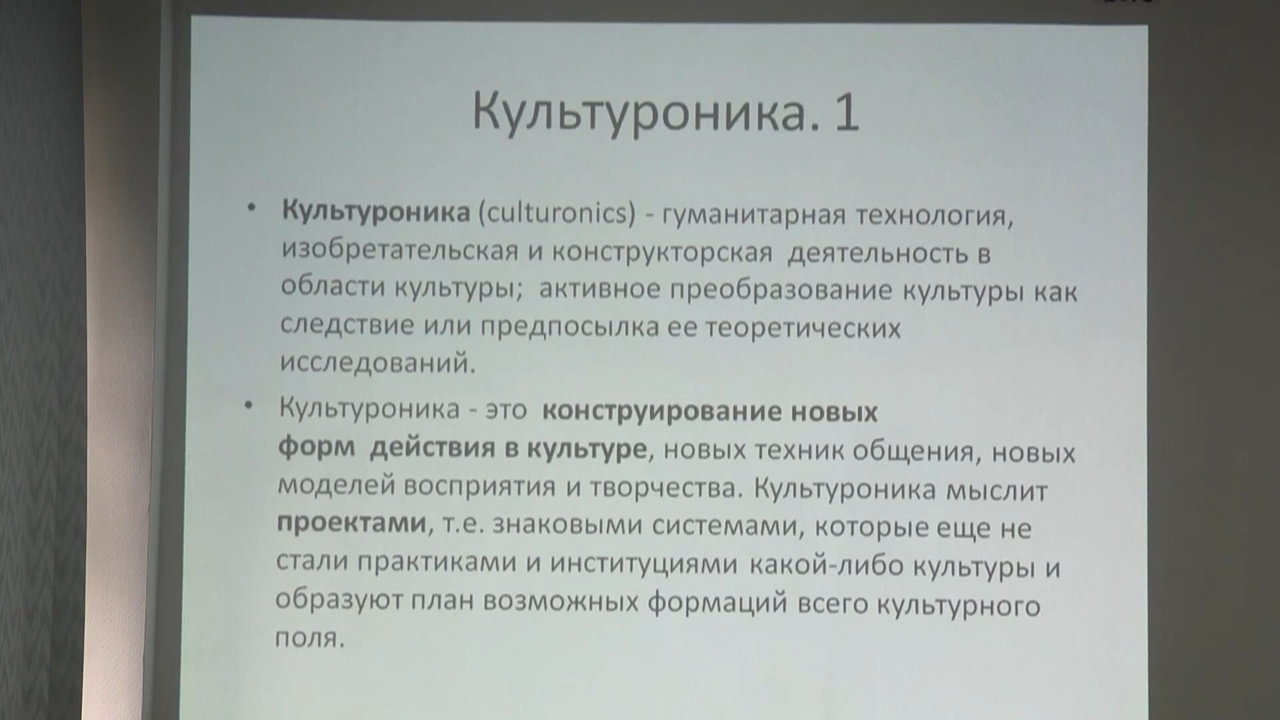 Культуроника. 1
• Культуроника (culturonics) - гуманитарная технология,
изобретательская и конструкторская деятельность в
области культуры; активное преобразование культуры как
следствие или предпосылка ее теоретических
исследований.
• Культуроника - это конструирование новых
форм действия в культуре, новых техник общения, новых
моделей восприятия и творчества. Культуроника мыслит
проектами, т.е. знаковыми системами, которые еще не
стали практиками и институциями какой-либо культуры и
образуют план возможных формаций всего культурного
поля.